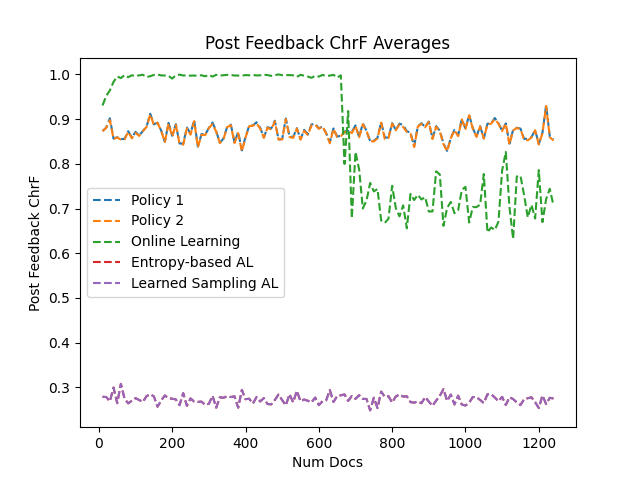 Post Feedback ChrF Averages
Post Feedback ChrF
1.0
0.9
0.8
0.7
0.6
0.5
0.4
0.3
Policy 1
Policy 2
Online Learning
Entropy-based AL
Learned Sampling AL
0 200 400 600 800 1000 1200
Num Docs